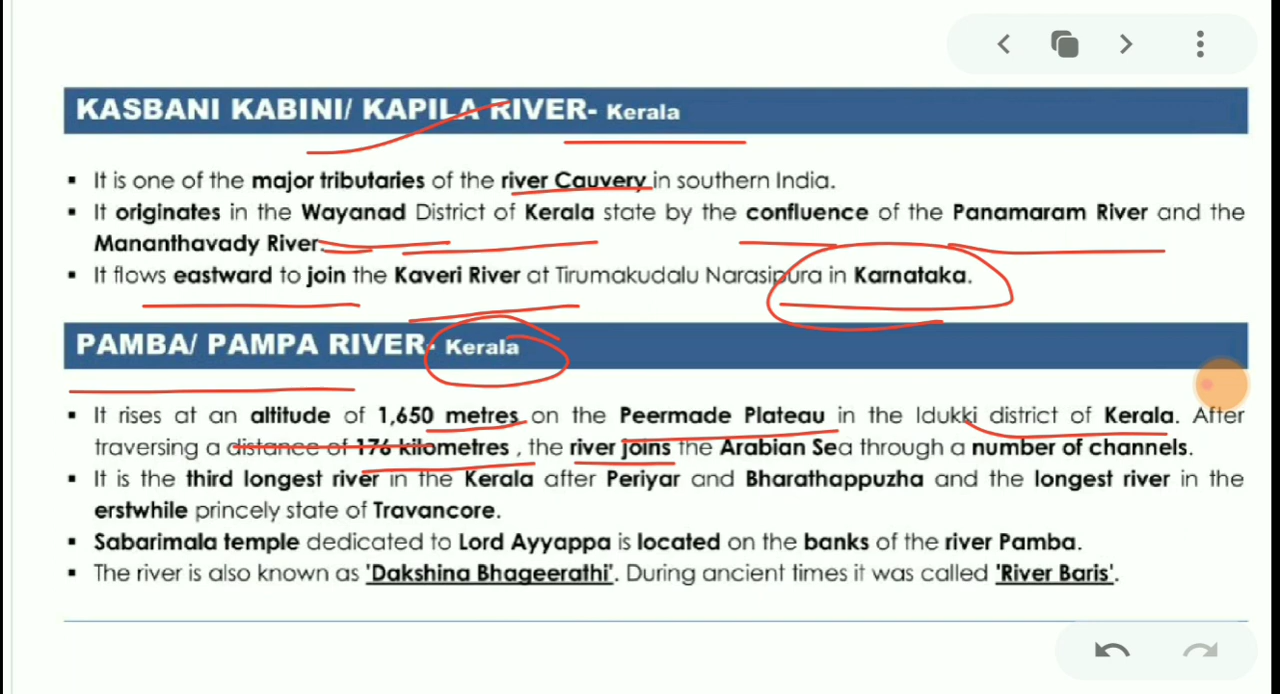 KASBANI KABINI/ KAPILA RIVER- Kerala
▪ It is one of the major tributaries of the river Cauvery in southern India.
▪ It originates in the Wayanad District of Kerala state by the confluence of the Panamaram River and the
Mananthavady River.
▪ It flows eastward to join the Kaveri River at Tirumakudalu Narasipura in Karnataka.
PAMBA/ PAMPA RIVER- Kerala
▪ It rises at an altitude of 1,650 metres on the Peermade Plateau in the Idukki district of Kerala. After
traversing a distance of 176 kilometres , the river joins the Arabian Sea through a number of channels.
▪ It is the third longest river in the Kerala after Periyar and Bharathappuzha and the longest river in the
erstwhile princely state of Travancore.
▪ Sabarimala temple dedicated to Lord Ayyappa is located on the banks of the river Pamba.
▪ The river is also known as 'Dakshina Bhageerathi'. During ancient times it was called 'River Baris'.